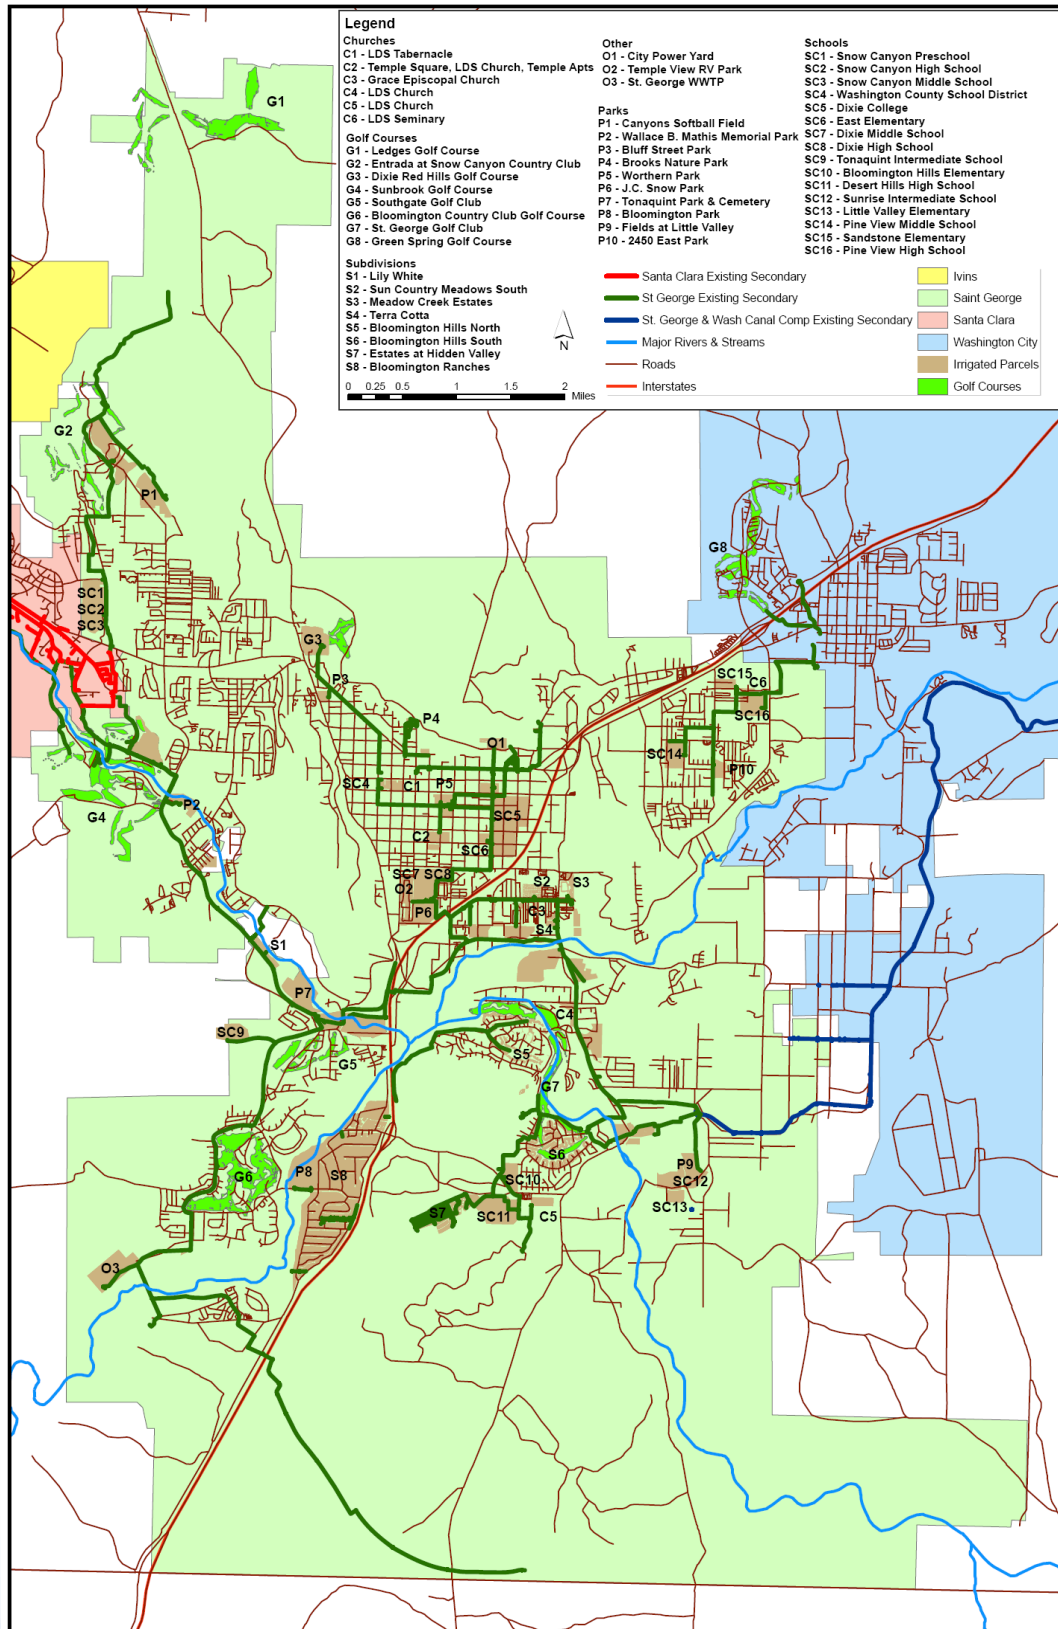 Legend
Churches
C1 - LDS Tabernacle
C2 - Temple Square, LDS Church, Temple Apts
C3 - Grace Episcopal Church
C4 - LDS Church
C5 - LDS Church
C6 - LDS Seminary
Golf Courses
G1 - Ledges Golf Course
G2 - Entrada at Snow Canyon Country Club
G3 - Dixie Red Hills Golf Course
G4 - Sunbrook Golf Course
G5 - Southgate Golf Club
G6 - Bloomington Country Club Golf Course
G7 - St. George Golf Club
G8 - Green Spring Golf Course
Subdivisions
S1 - Lily White
S2 - Sun Country Meadows South
S3 - Meadow Creek Estates
S4 - Terra Cotta
S5 - Bloomington Hills North
S6 - Bloomington Hills South
S7 - Estates at Hidden Valley
S8 - Bloomington Ranches
Other
O1 - City Power Yard
O2 - Temple View RV Park
O3 - St. George WWTP
Parks
P1 - Canyons Softball Field
P2 - Wallace B. Mathis Memorial Park
P3 - Bluff Street Park
P4 - Brooks Nature Park
P5 - Worthern Park
P6 - J.C. Snow Park
P7 - Tonaquint Park & Cemetery
P8 - Bloomington Park
P9 - Fields at Little Valley
P10 - 2450 East Park
Schools
SC1 - Snow Canyon Preschool
SC2 - Snow Canyon High School
SC3 - Snow Canyon Middle School
SC4 - Washington County School District
SC5 - Dixie College
SC6 - East Elementary
SC7 - Dixie Middle School
SC8 - Dixie High School
SC9 - Tonaquint Intermediate School
SC10 - Bloomington Hills Elementary
SC11 - Desert Hills High School
SC12 - Sunrise Intermediate School
SC13 - Little Valley Elementary
SC14 - Pine View Middle School
SC15 - Sandstone Elementary
SC16 - Pine View High School
N
0 0.25 0.5 1 1.5 2
Miles
Santa Clara Existing Secondary
St George Existing Secondary
St. George & Wash Canal Comp Existing Secondary
Major Rivers & Streams
Roads
Interstates
Ivins
Saint George
Santa Clara
Washington City
Irrigated Parcels
Golf Courses
G1
G2
P1
G8
SC1
SC2
SC3
G3
P3
SC15
C6
SC16
P4
O1
SC14
P10
SC4
C1
P5
P2
G4
SC5
C2
SC6
SC7
SC8
O2
S2
S3
P6
C3
S4
S1
P7
SC9
C4
S5
G5
G7
S6
P8
S8
G6
SC10
P9
SC12
SC13
S7
SC11
C5
O3